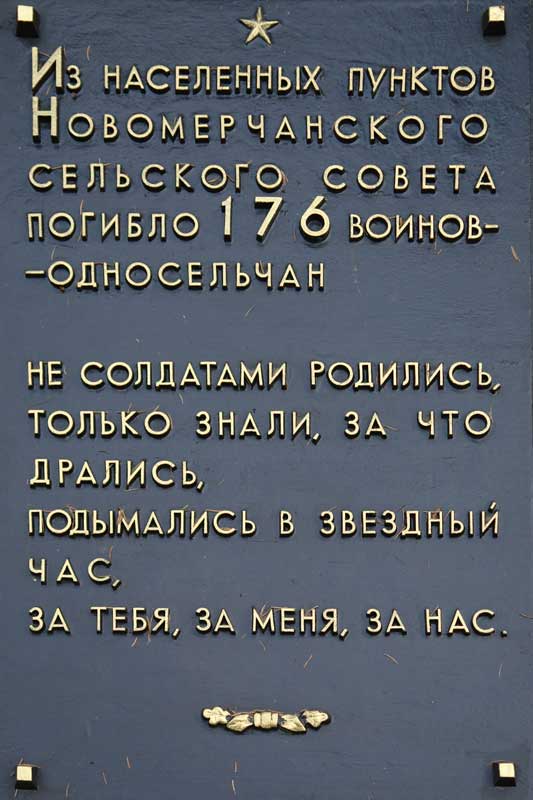 Из населенных пунктов
Новомерчанского
сельского совета
погибло 176 воинов-
-односельчан
не солдатами родились,
только знали, за что
дрались,
подымались в звездный
час,
за тебя, за меня, за нас.